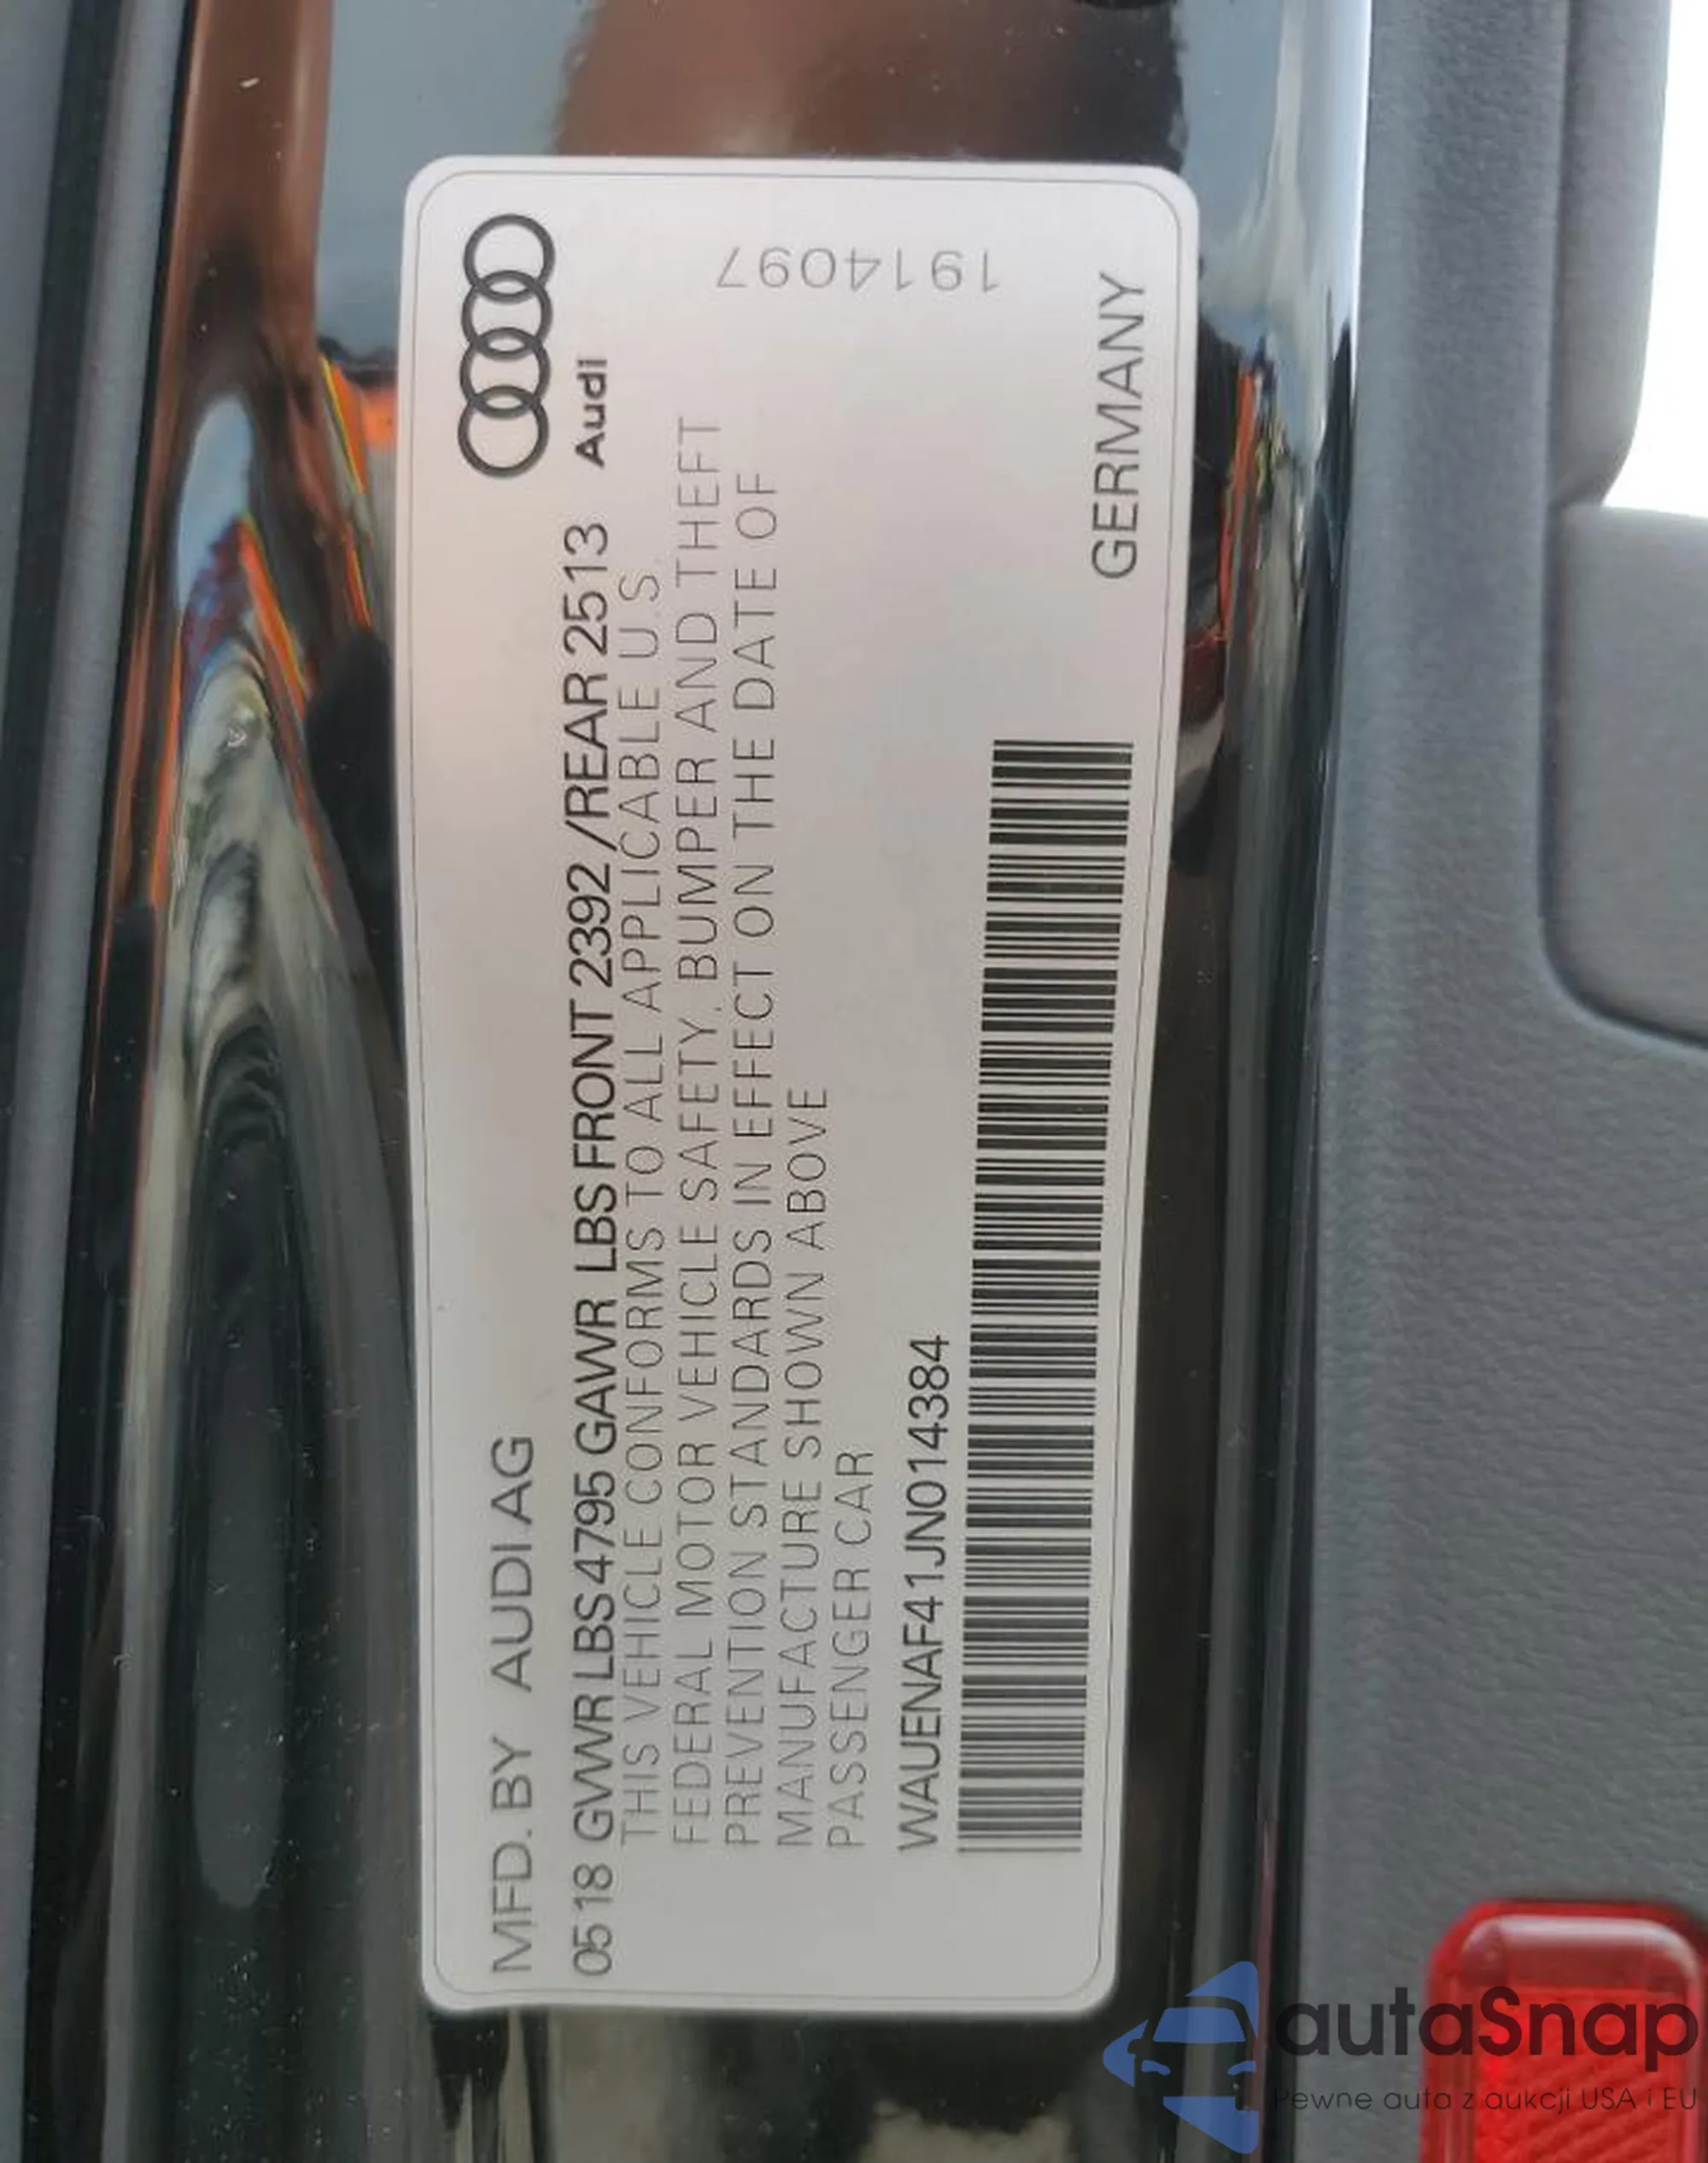 MFD. BY AUDI AG
0518 GVWR LBS 4795 GAWR LBS FRONT 2392 /REAR 2513
Audi
THIS VEHICLE CONFORMS TO ALL APPLICABLE U.S.
FEDERAL MOTOR VEHICLE SAFETY, BUMPER AND THEFT
PREVENTION STANDARDS IN EFFECT ON THE DATE OF
MANUFACTURE SHOWN ABOVE
PASSENGER CAR
1914097
WAUENAF41JN014384
GERMANY
autaSnap
Pewne auta z aukcji USA i EU